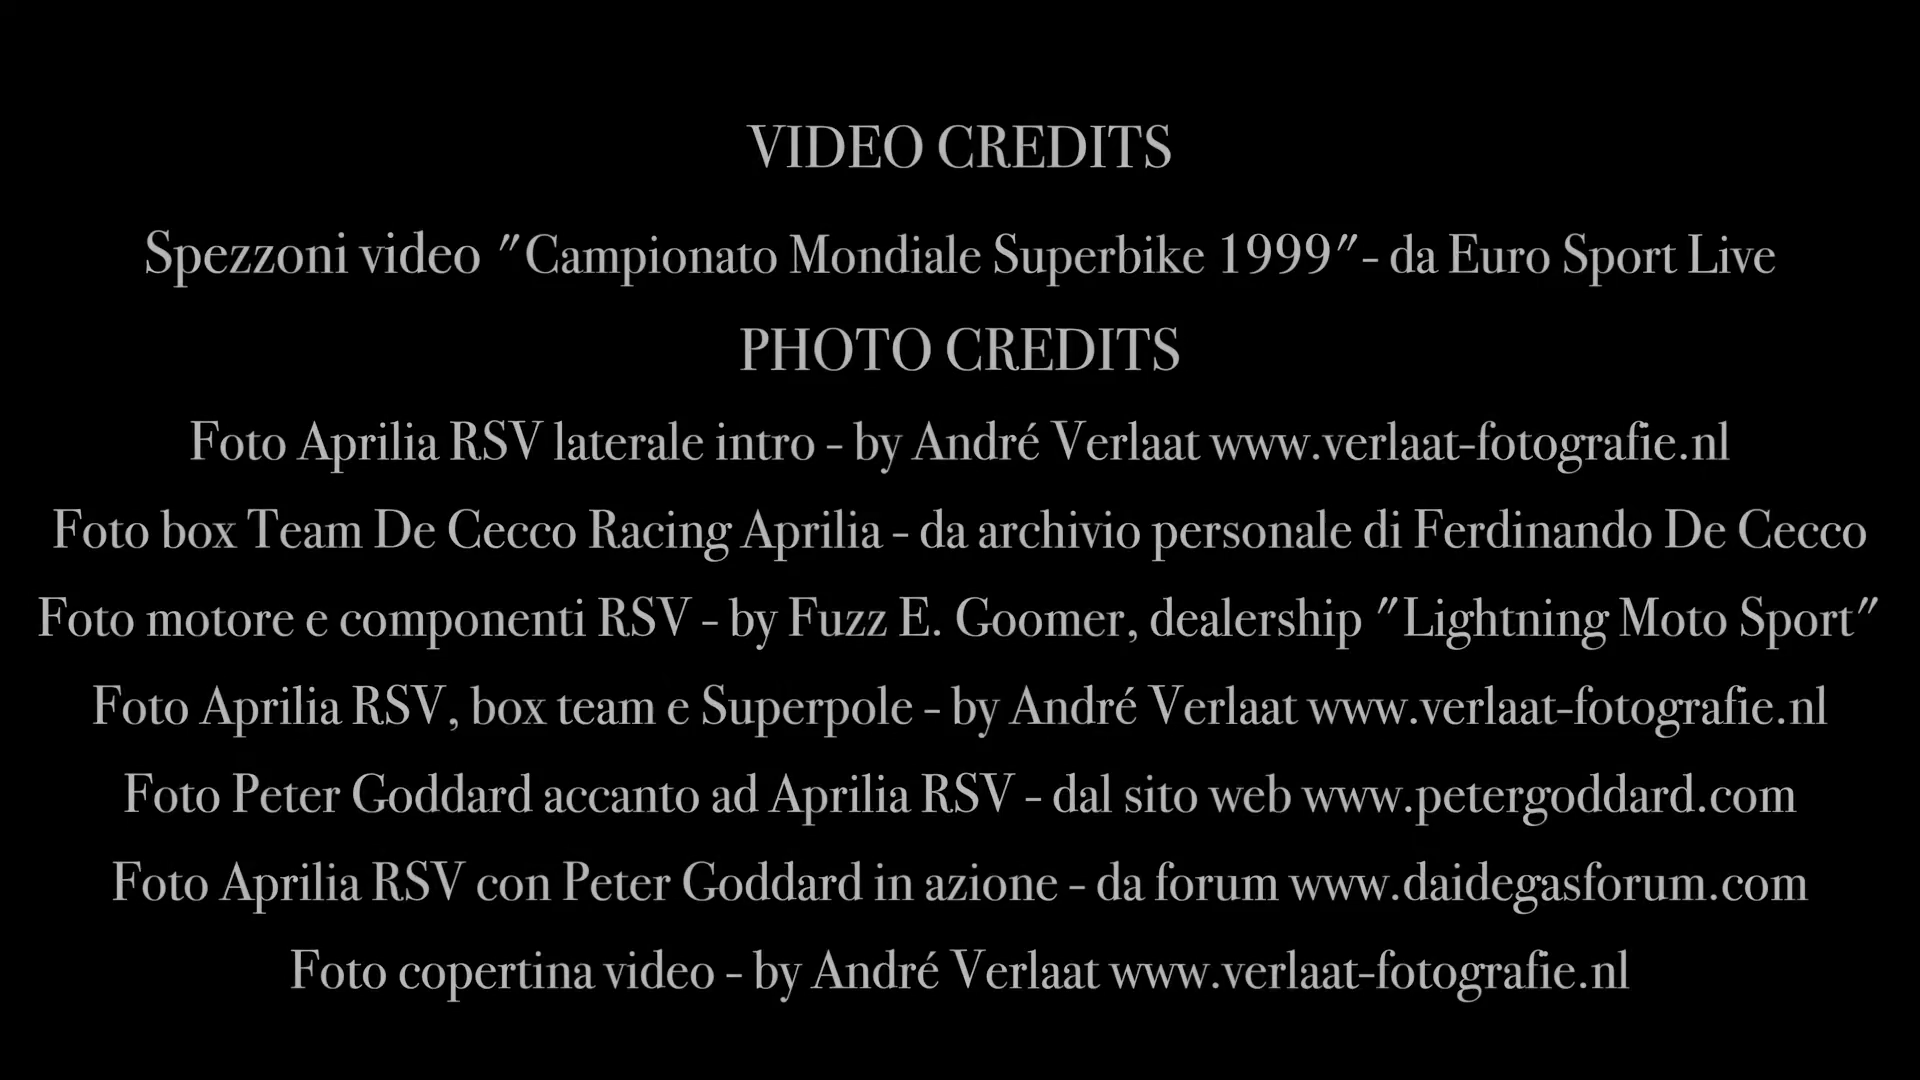 VIDEO CREDITS
Spezzoni video "Campionato Mondiale Superbike 1999"- da Euro Sport Live
PHOTO CREDITS
Foto Aprilia RSV laterale intro - by André Verlaat www.verlaat-fotografie.nl
Foto box Team De Cecco Racing Aprilia - da archivio personale di Ferdinando De Cecco
Foto motore e componenti RSV - by Fuzz E. Goomer, dealership "Lightning Moto Sport"
Foto Aprilia RSV, box team e Superpole - by André Verlaat www.verlaat-fotografie.nl
Foto Peter Goddard accanto ad Aprilia RSV - dal sito web www.petergoddard.com
Foto Aprilia RSV con Peter Goddard in azione - da forum www.daidegasforum.com
Foto copertina video - by André Verlaat www.verlaat-fotografie.nl